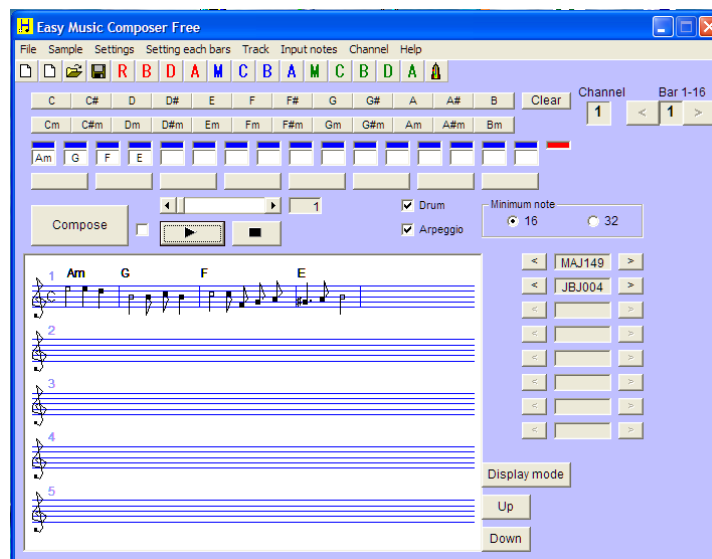 Easy Music Composer Free
File Sample Settings Setting each bars Track Input notes Channel Help
R B D A M C B A M C B D A
C C# D D# E F F# G G# A A# B Clear Channel Bar 1-16
1 < 1 >
Cm C#m Dm D#m Em Fm F#m Gm G#m Am A#m Bm
Am G F E
1 Drum Minimum note
Compose 16 32
Arpeggio
< MAJ149 >
1 Am G F E
< JBJ004 >
< >
2
< >
< >
3
< >
< >
4
< >
Display mode
5
Up
Down